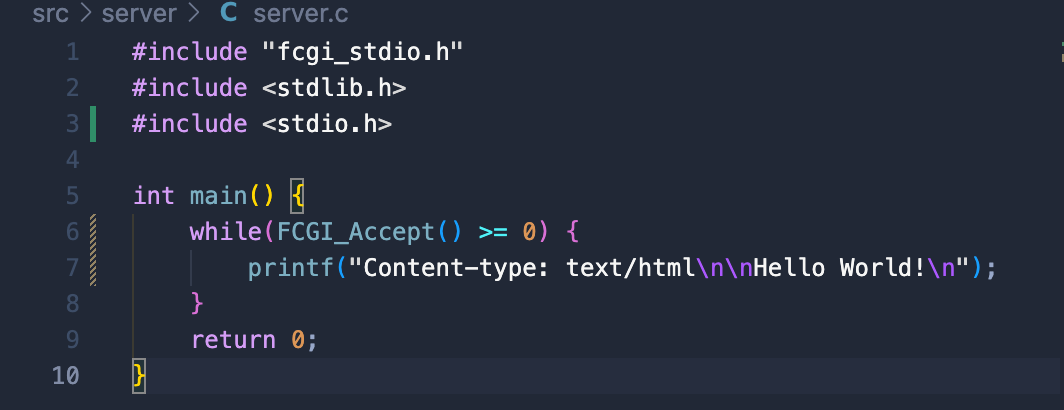 src > server > C server.c
1 #include "fcgi_stdio.h"
2 #include <stdlib.h>
3 #include <stdio.h>
4
5 int main() {
6     while(FCGI_Accept() >= 0) {
7         printf("Content-type: text/html\n\nHello World!\n");
8     }
9     return 0;
10 }